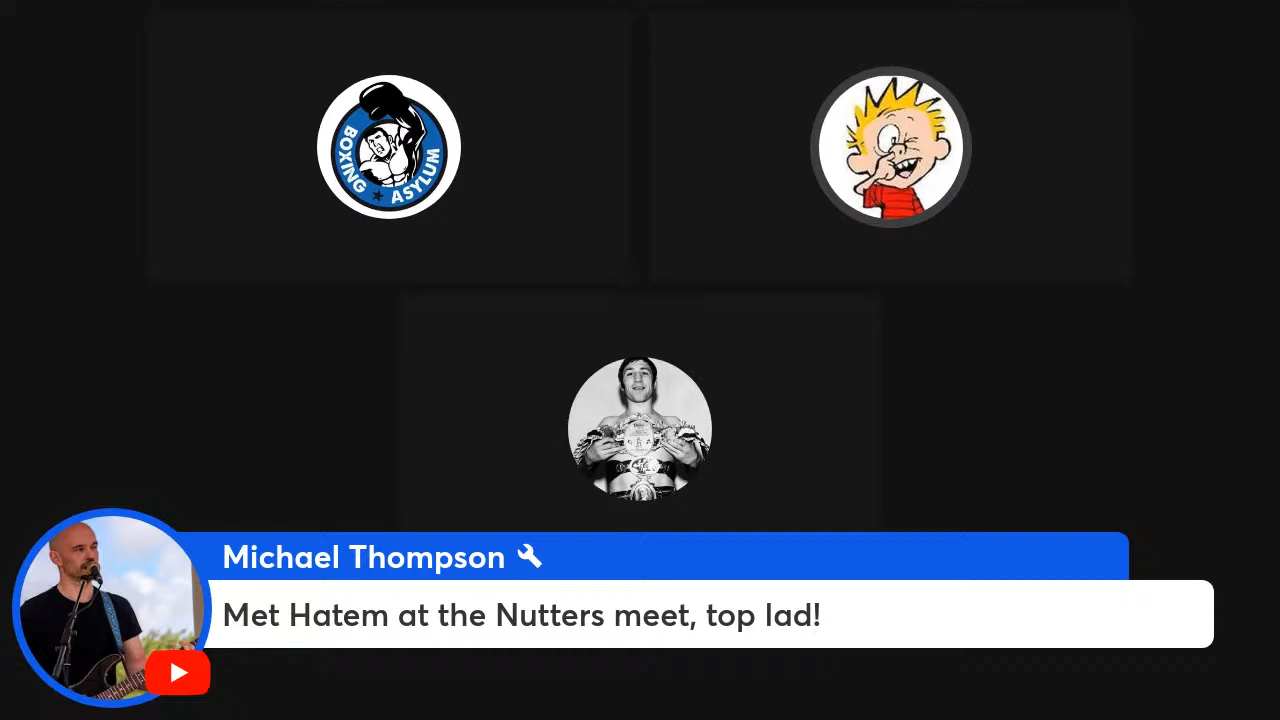 BOXING ★ ASYLUM
Michael Thompson
Met Hatem at the Nutters meet, top lad!